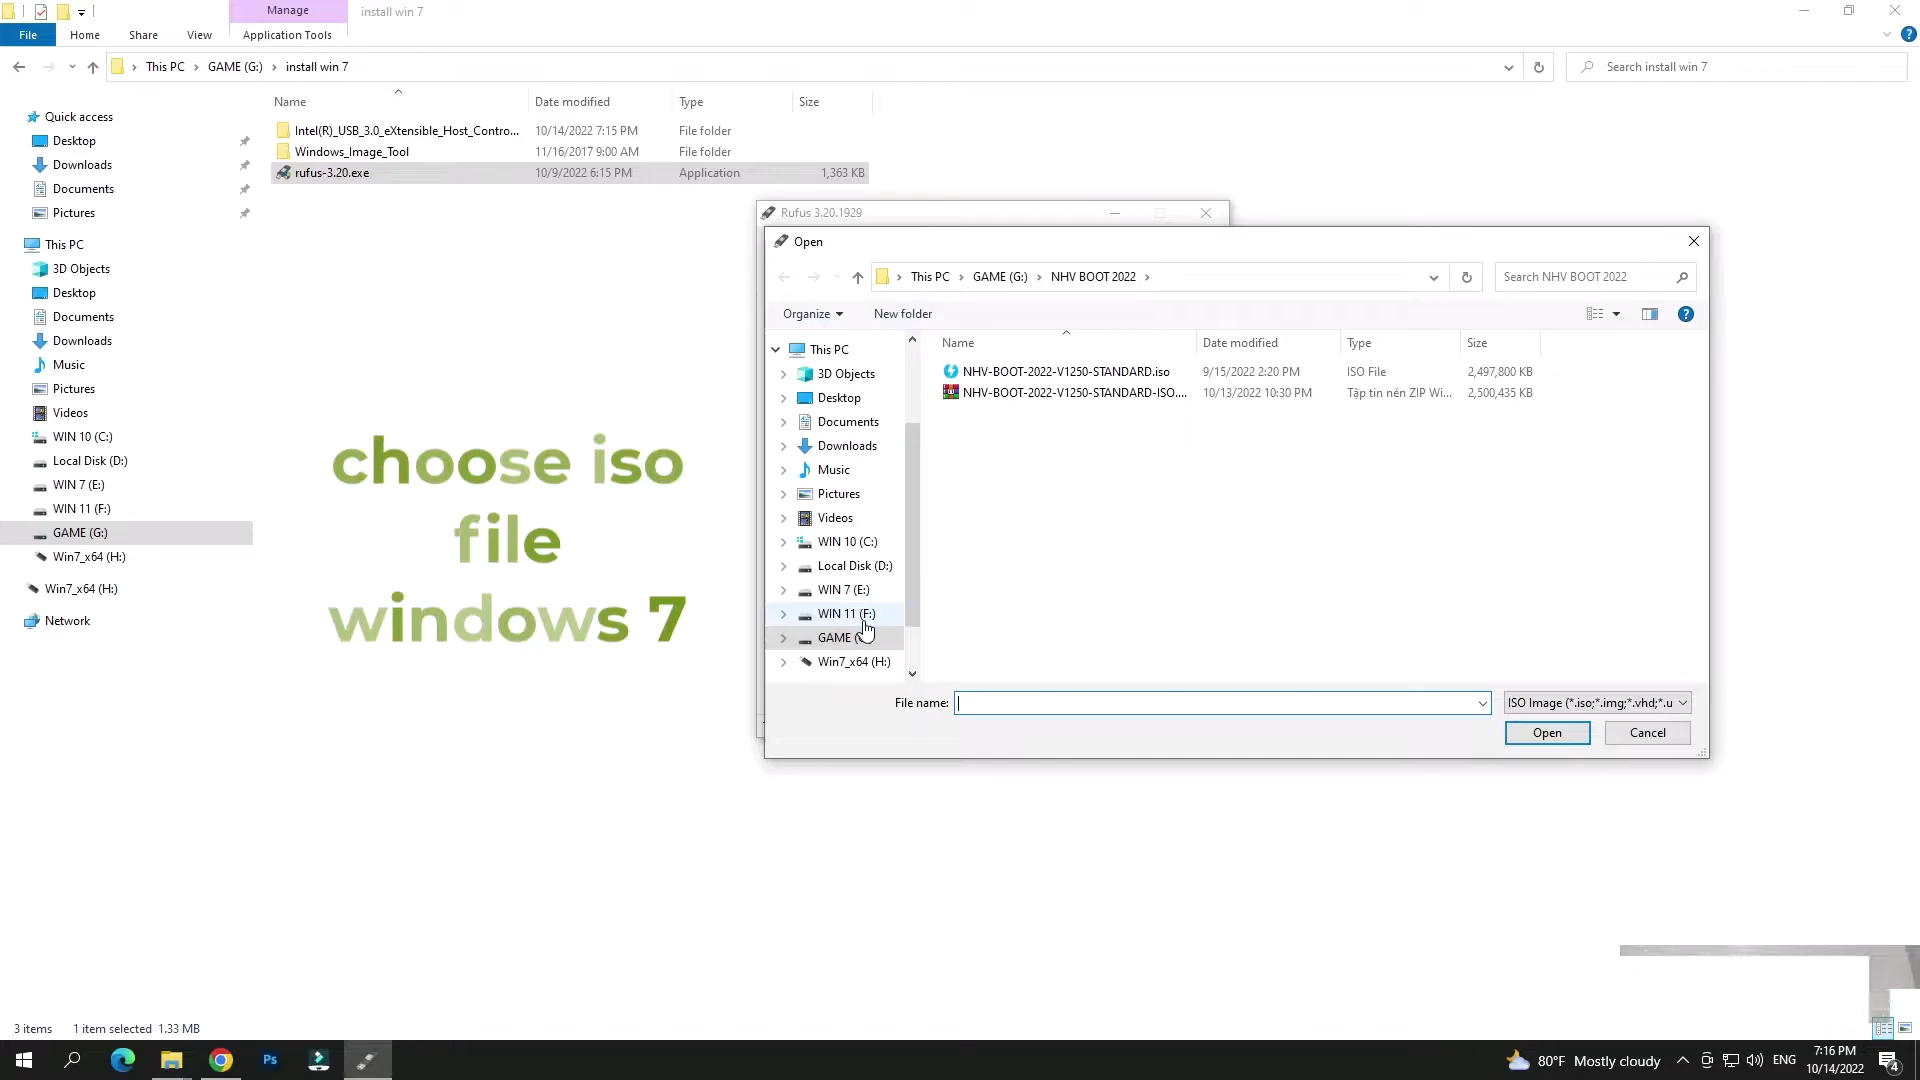 Manage
install win 7
File
Home
Share
View
Application Tools
This PC
GAME (G:)
install win 7
Search install win 7
Name
Date modified
Type
Size
Intel(R)_USB_3.0_eXtensible_Host_Contro...
10/14/2022 7:15 PM
File folder
Windows_Image_Tool
11/16/2017 9:00 AM
File folder
rufus-3.20.exe
10/9/2022 6:15 PM
Application
1,363 KB
Quick access
Desktop
Downloads
Documents
Pictures
This PC
3D Objects
Desktop
Documents
Downloads
Music
Pictures
Videos
WIN 10 (C:)
Local Disk (D:)
WIN 7 (E:)
WIN 11 (F:)
GAME (G:)
Win7_x64 (H:)
Win7_x64 (H:)
Network
choose iso
file
windows 7
Rufus 3.20.1929
Open
This PC
GAME (G:)
NHV BOOT 2022
Search NHV BOOT 2022
Organize
New folder
Name
Date modified
Type
Size
NHV-BOOT-2022-V1250-STANDARD.iso
9/15/2022 2:20 PM
ISO File
2,497,800 KB
NHV-BOOT-2022-V1250-STANDARD-ISO....
10/13/2022 10:30 PM
Tập tin nén ZIP Wi...
2,500,435 KB
This PC
3D Objects
Desktop
Documents
Downloads
Music
Pictures
Videos
WIN 10 (C:)
Local Disk (D:)
WIN 7 (E:)
WIN 11 (F:)
GAME
Win7_x64 (H:)
File name:
ISO Image (*.iso;*.img;*.vhd;*.u
Open
Cancel
3 items
1 item selected 1.33 MB
Ps
80°F Mostly cloudy
ENG
7:16 PM
10/14/2022
4